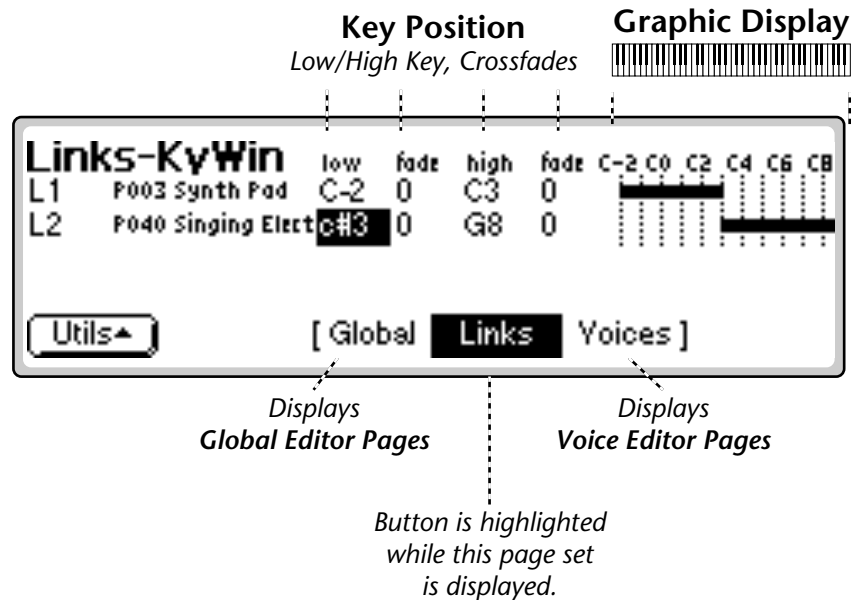 Key Position
Graphic Display
Low/High Key, Crossfades
Links-KyWin low fade high fade C-2 C0 C2 C4 C6 C8
L1 P003 Synth Pad C-2 0 C3 0
L2 P040 Singing Elect c#3 0 G8 0
Utils▲ [ Global Links Voices ]
Displays
Global Editor Pages
Displays
Voice Editor Pages
Button is highlighted
while this page set
is displayed.